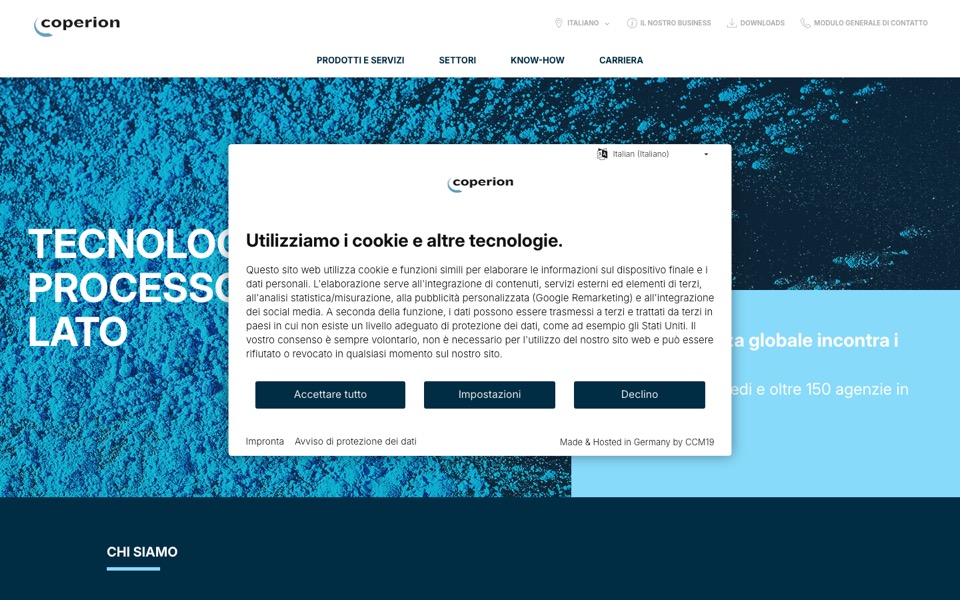 coperion
ITALIANO
IL NOSTRO BUSINESS
DOWNLOADS
MODULO GENERALE DI CONTATTO
PRODOTTI E SERVIZI
SETTORI
KNOW-HOW
CARRIERA
TECNOLOG
PROCESSO
LATO
globale incontra i
edi e oltre 150 agenzie in
Italian (Italiano)
coperion
Utilizziamo i cookie e altre tecnologie.
Questo sito web utilizza cookie e funzioni simili per elaborare le informazioni sul dispositivo finale e i
dati personali. L'elaborazione serve all'integrazione di contenuti, servizi esterni ed elementi di terzi,
all'analisi statistica/misurazione, alla pubblicità personalizzata (Google Remarketing) e all'integrazione
dei social media. A seconda della funzione, i dati possono essere trasmessi a terzi e trattati da terzi in
paesi in cui non esiste un livello adeguato di protezione dei dati, come ad esempio gli Stati Uniti. Il
vostro consenso è sempre volontario, non è necessario per l'utilizzo del nostro sito web e può essere
rifiutato o revocato in qualsiasi momento sul nostro sito.
Accettare tutto
Impostazioni
Declino
Impronta
Avviso di protezione dei dati
Made & Hosted in Germany by CCM19
CHI SIAMO